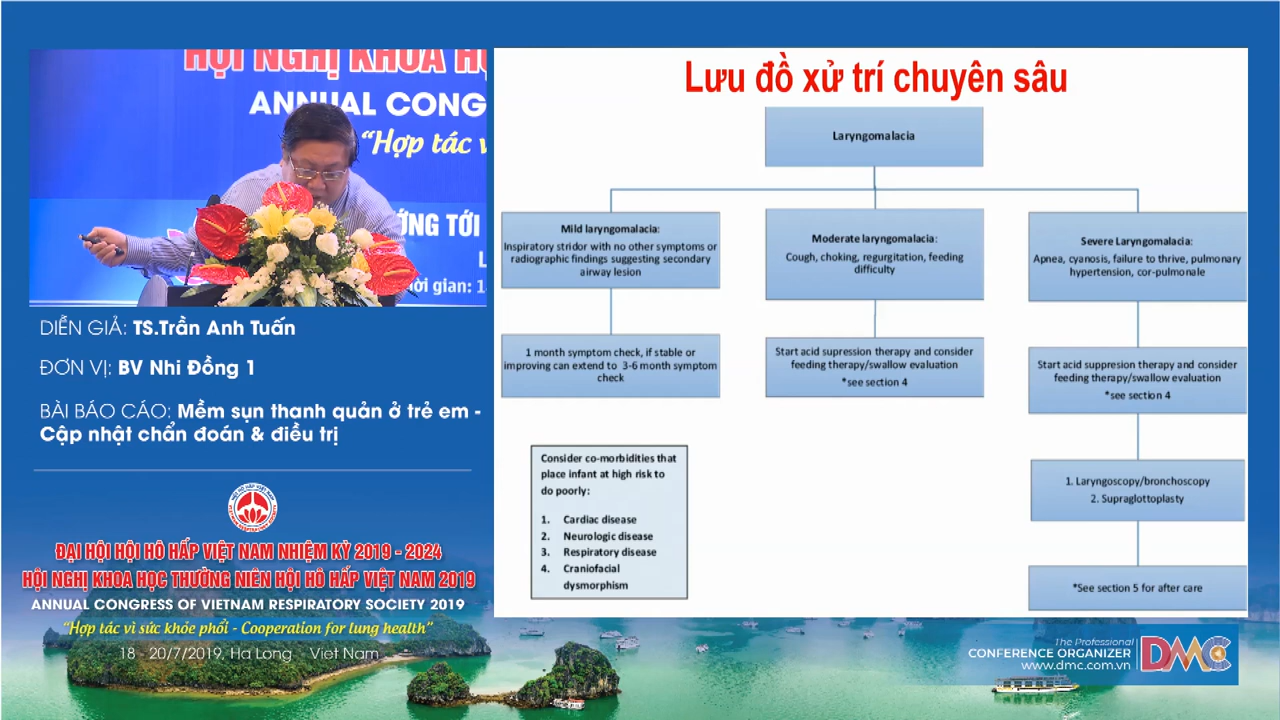 HỘI NGHỊ KHOA H
ANNUAL CONG
“Hợp tác v
ỚNG TỚI
L
ời gian: 1
DIỄN GIẢ: TS.Trần Anh Tuấn
ĐƠN VỊ: BV Nhi Đồng 1
BÀI BÁO CÁO: Mềm sụn thanh quản ở trẻ em -
Cập nhật chẩn đoán & điều trị
ĐẠI HỘI HỘI HÔ HẤP VIỆT NAM NHIỆM KỲ 2019 - 2024
HỘI NGHỊ KHOA HỌC THƯỜNG NIÊN HỘI HÔ HẤP VIỆT NAM 2019
ANNUAL CONGRESS OF VIETNAM RESPIRATORY SOCIETY 2019
“Hợp tác vì sức khỏe phổi - Cooperation for lung health”
18 - 20/7/2019, Ha Long Viet Nam
Lưu đồ xử trí chuyên sâu
Laryngomalacia
Mild laryngomalacia:
Inspiratory stridor with no other symptoms or
radiographic findings suggesting secondary
airway lesion
1 month symptom check, if stable or
improving can extend to 3-6 month symptom
check
Moderate laryngomalacia:
Cough, choking, regurgitation, feeding
difficulty
Start acid supression therapy and consider
feeding therapy/swallow evaluation
*see section 4
Severe Laryngomalacia:
Apnea, cyanosis, failure to thrive, pulmonary
hypertension, cor-pulmonale
Start acid suppression therapy and consider
feeding therapy/swallow evaluation
*see section 4
1. Laryngoscopy/bronchoscopy
2. Supraglottoplasty
*See section 5 for after care
Consider co-morbidities that
place infant at high risk to
do poorly:
1. Cardiac disease
2. Neurologic disease
3. Respiratory disease
4. Craniofacial
dysmorphism
The Professional
CONFERENCE ORGANIZER
www.dmc.com.vn
DMC